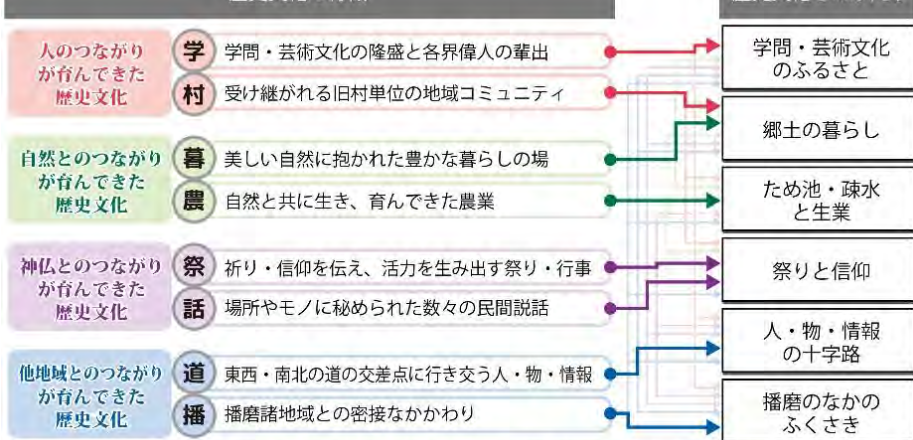 人のつながり
が育んできた
歴史文化
学 学問・芸術文化の隆盛と各界偉人の輩出
村 受け継がれる旧村単位の地域コミュニティ
自然とのつながり
が育んできた
歴史文化
暮 美しい自然に抱かれた豊かな暮らしの場
農 自然と共に生き、育んできた農業
神仏とのつながり
が育んできた
歴史文化
祭 祈り・信仰を伝え、活力を生み出す祭り・行事
話 場所やモノに秘められた数々の民間説話
他地域とのつながり
が育んできた
歴史文化
道 東西・南北の道の交差点に行き交う人・物・情報
播 播磨諸地域との密接なかかわり
学問・芸術文化
のふるさと
郷土の暮らし
ため池・疎水
と生業
祭りと信仰
人・物・情報
の十字路
播磨のなかの
ふくさき